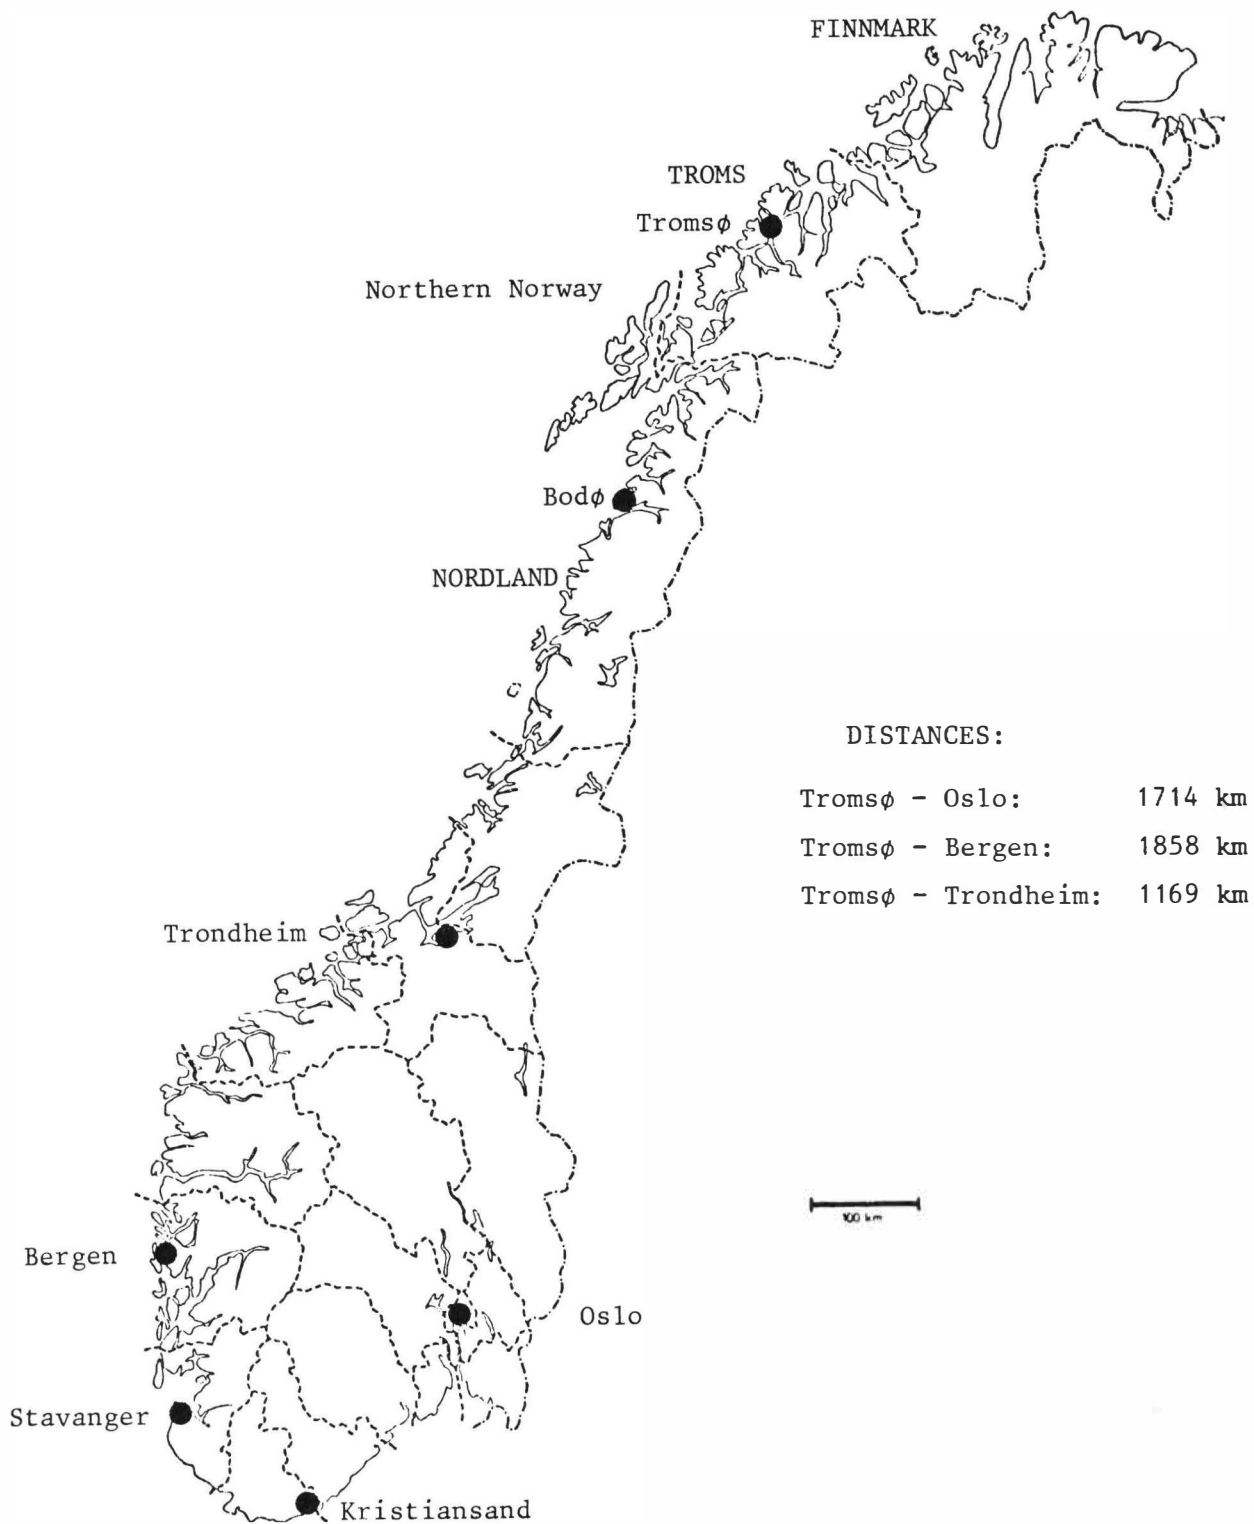 FINNMARK
TROMS
Tromsø
Northern Norway
Bodø
NORDLAND
DISTANCES:
Tromsø - Oslo: 1714 km
Tromsø - Bergen: 1858 km
Tromsø - Trondheim: 1169 km
Trondheim
100 km
Bergen
Oslo
Stavanger
Kristiansand